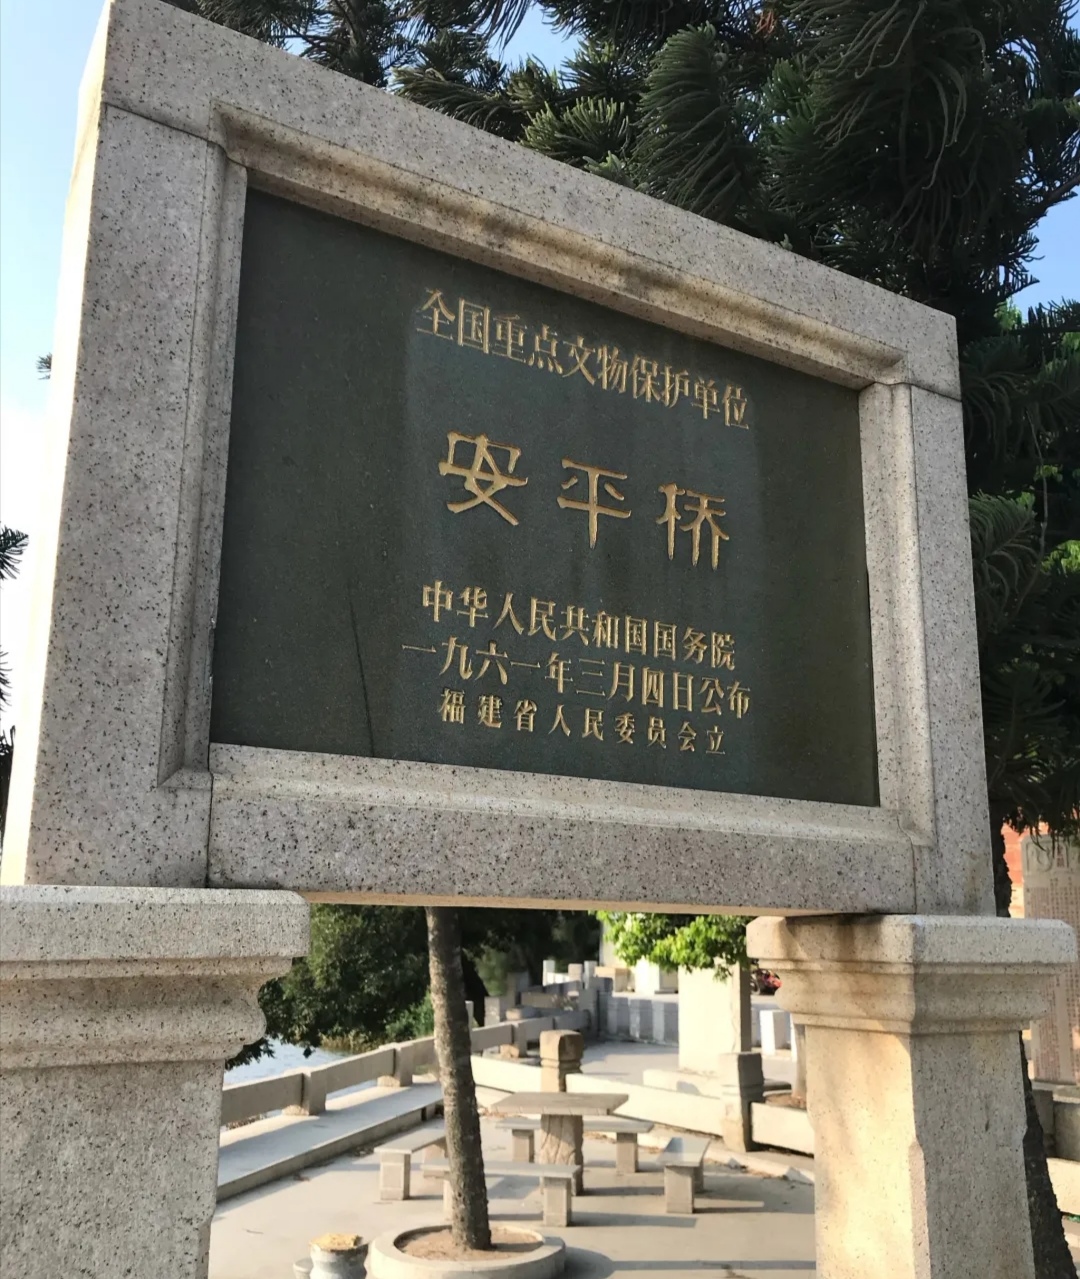 全国重点文物保护单位
安平桥
中华人民共和国国务院
一九六一年三月四日公布
福建省人民委员会立